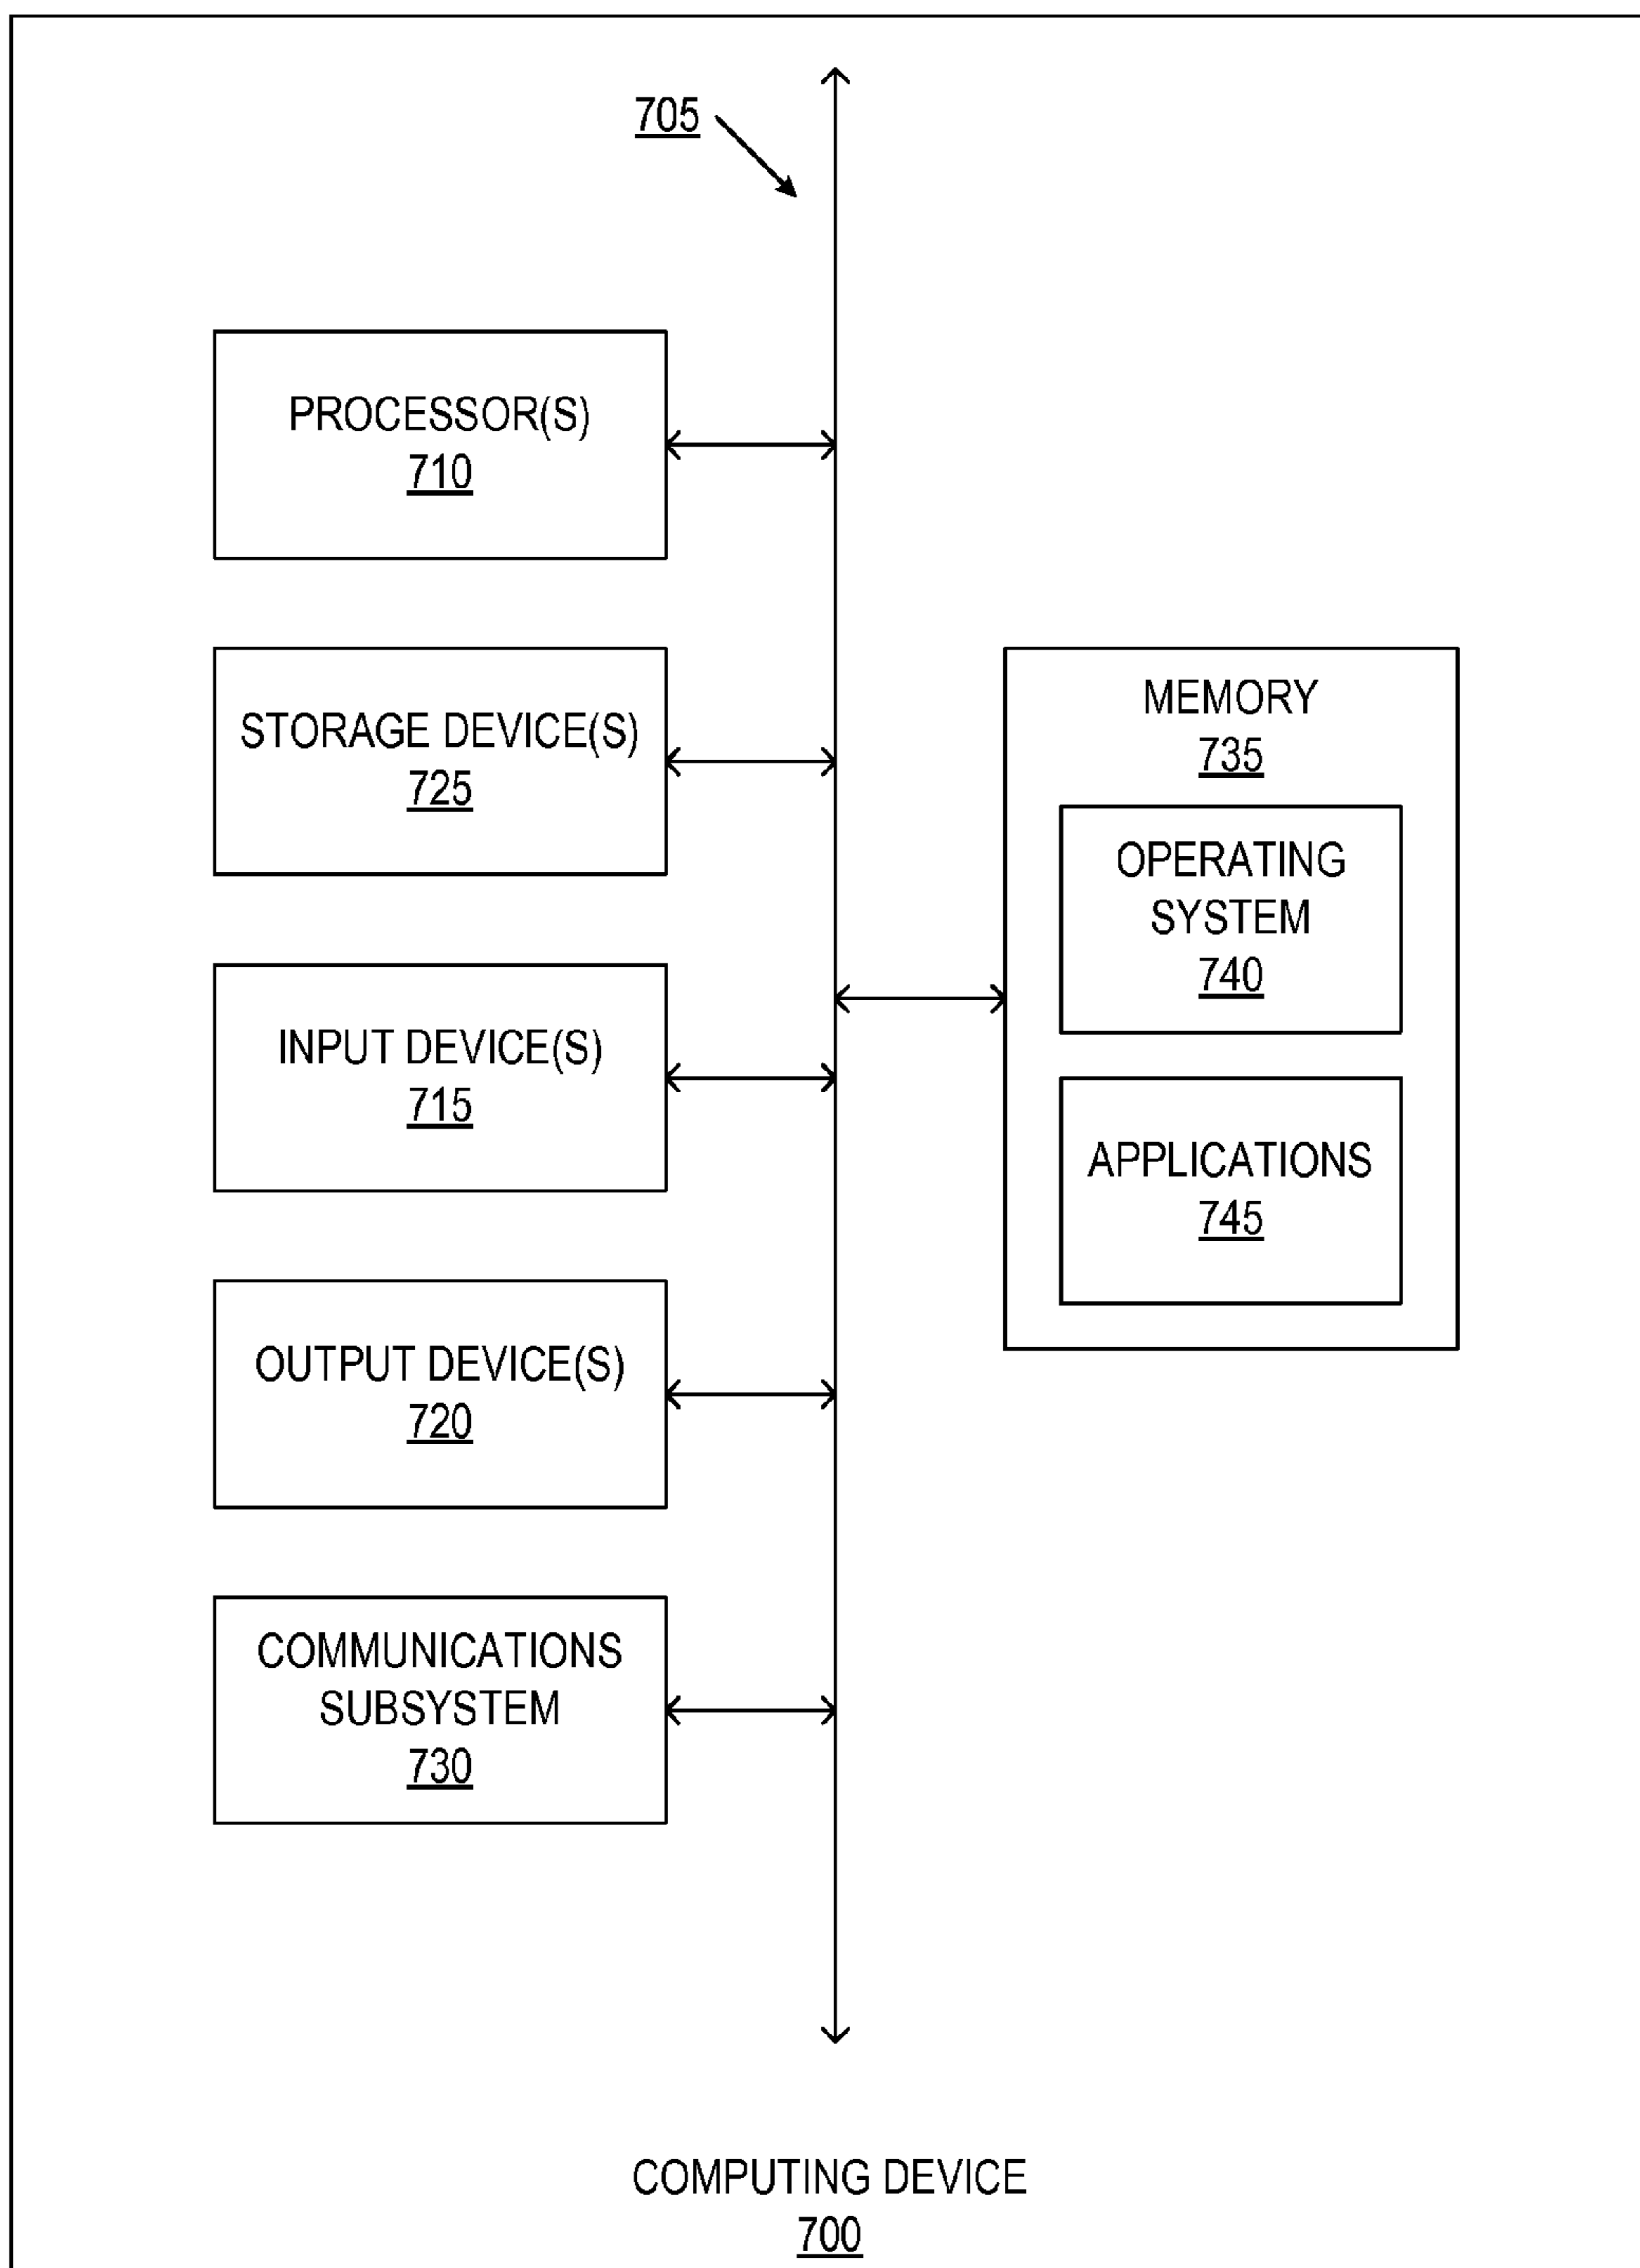 705
PROCESSOR(S)
710
STORAGE DEVICE(S)
725
INPUT DEVICE(S)
715
OUTPUT DEVICE(S)
720
COMMUNICATIONS
SUBSYSTEM
730
MEMORY
735
OPERATING
SYSTEM
740
APPLICATIONS
745
COMPUTING DEVICE
700